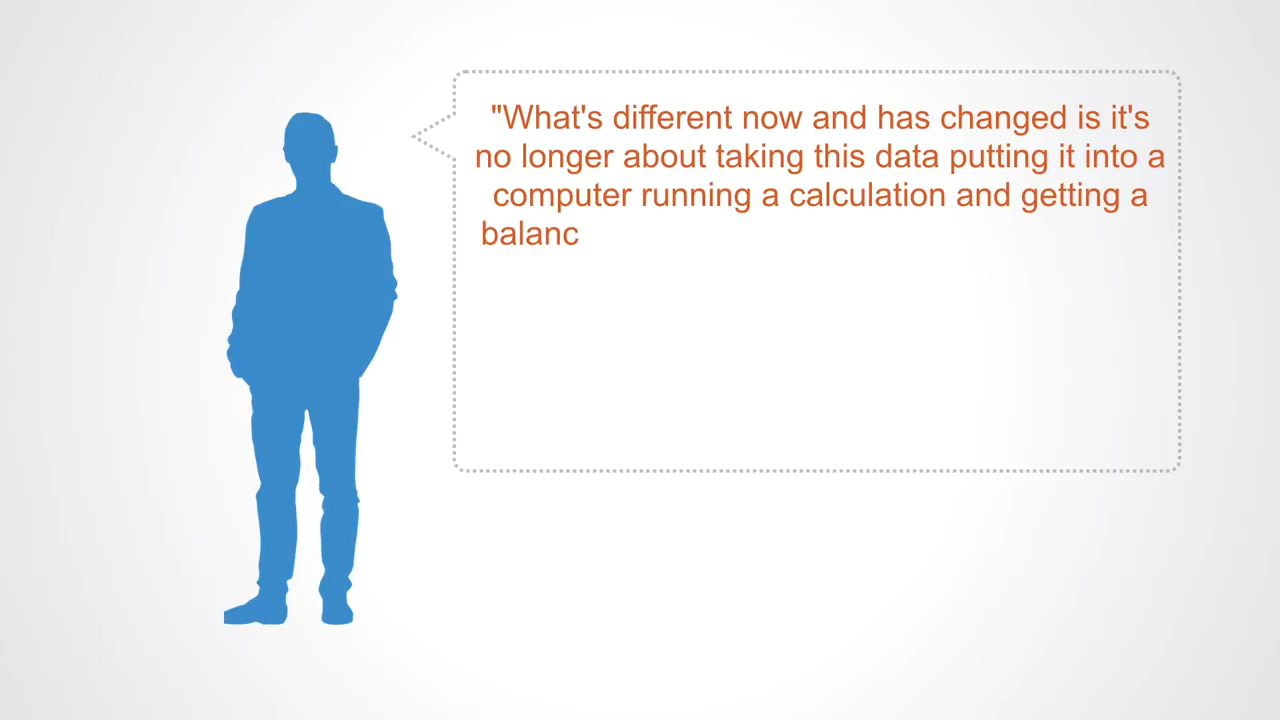 "What's different now and has changed is it's
no longer about taking this data putting it into a
computer running a calculation and getting a
balanc